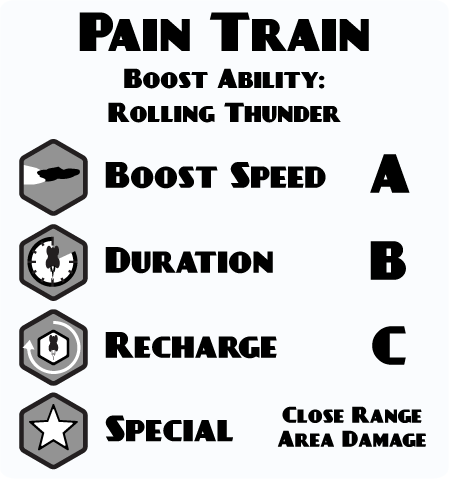 Pain Train
Boost Ability:
Rolling Thunder
Boost Speed A
Duration B
Recharge C
Special Close Range
Area Damage